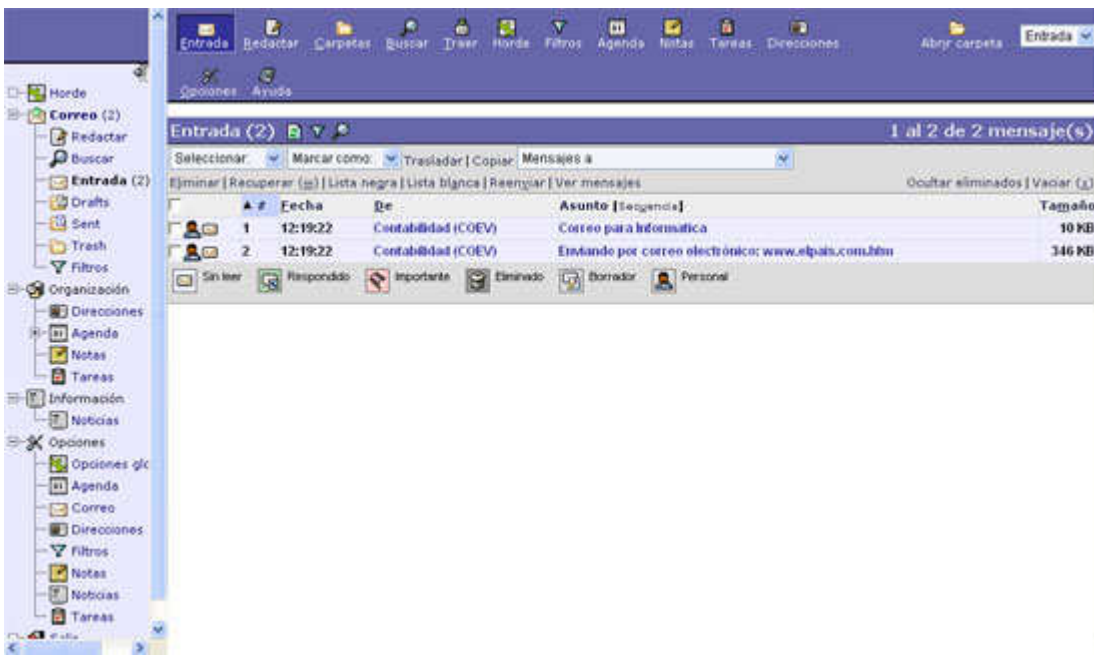 Entrada Redactar Carpetas Buscar Traer Horde Filtros Agenda Notas Tareas Direcciones Abrir carpeta Entrada
Opciones Ayuda
Horde
Correo (2)
Redactar
Buscar
Entrada (2)
Drafts
Sent
Trash
Filtros
Organización
Direcciones
Agenda
Notas
Tareas
Información
Noticias
Opciones
Opciones glo
Agenda
Correo
Direcciones
Filtros
Notas
Noticias
Tareas
Entrada (2) 1 al 2 de 2 mensaje(s)
Seleccionar: Marcar como: Trasladar | Copiar Mensajes a
Eliminar | Recuperar (w) | Lista negra | Lista blanca | Reenviar | Ver mensajes Ocultar eliminados | Vaciar (x)
# Fecha De Asunto [Secuencia] Tamaño
1 12:19:22 Contabilidad (COEV) Correo para Informatica 10 KB
2 12:19:22 Contabilidad (COEV) Enviando por correo electrónico: www.elpais.com.htm 346 KB
Sin leer Respondido Importante Eliminado Borrador Personal